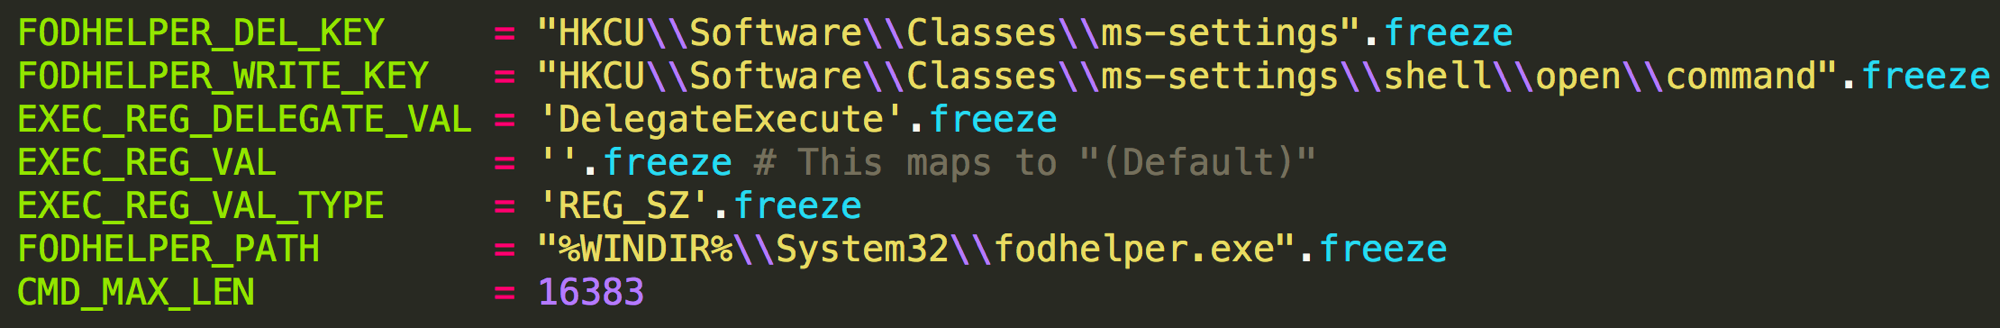 FODHELPER_DEL_KEY = "HKCU\\Software\\Classes\\ms-settings".freeze
FODHELPER_WRITE_KEY = "HKCU\\Software\\Classes\\ms-settings\\shell\\open\\command".freeze
EXEC_REG_DELEGATE_VAL = 'DelegateExecute'.freeze
EXEC_REG_VAL = ''.freeze # This maps to "(Default)"
EXEC_REG_VAL_TYPE = 'REG_SZ'.freeze
FODHELPER_PATH = "%WINDIR%\\System32\\fodhelper.exe".freeze
CMD_MAX_LEN = 16383